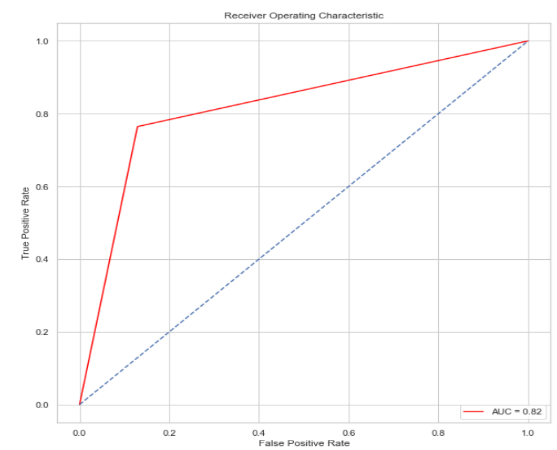 Receiver Operating Characteristic
1.0
0.8
0.6
0.4
0.2
0.0
True Positive Rate
AUC = 0.82
0.0 0.2 0.4 0.6 0.8 1.0
False Positive Rate